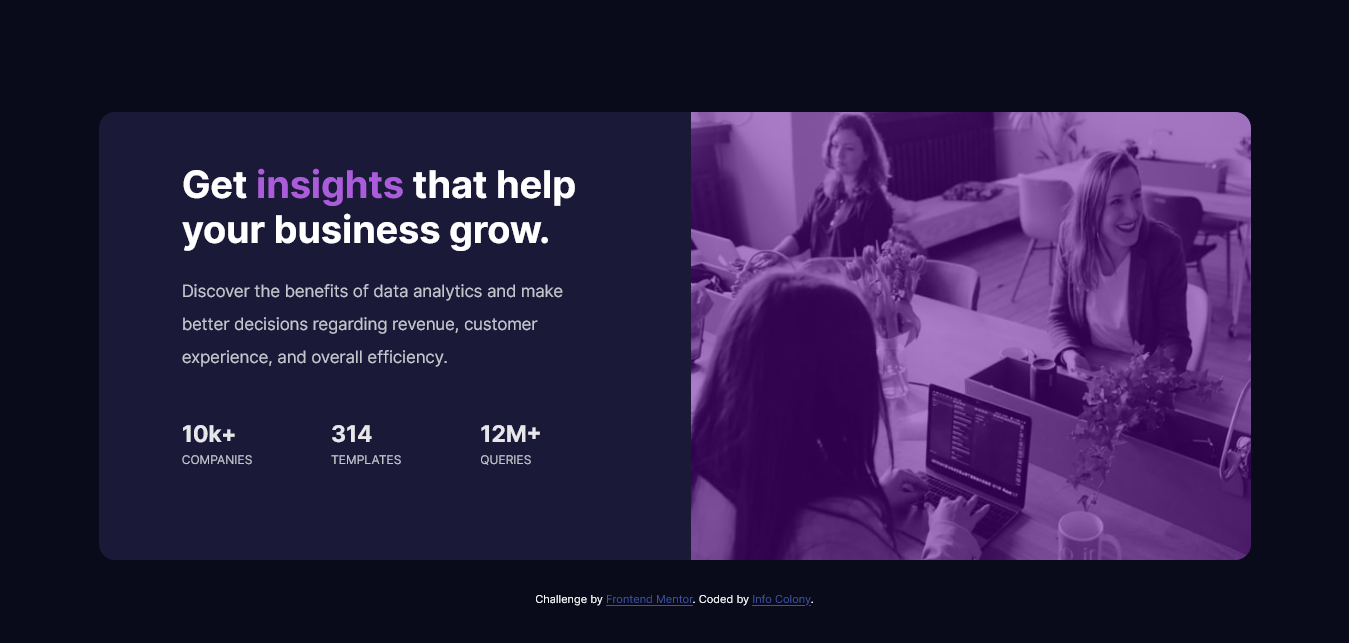 Get insights that help
your business grow.
Discover the benefits of data analytics and make
better decisions regarding revenue, customer
experience, and overall efficiency.
10k+ 314 12M+
COMPANIES TEMPLATES QUERIES
Challenge by Frontend Mentor. Coded by Info Colony.